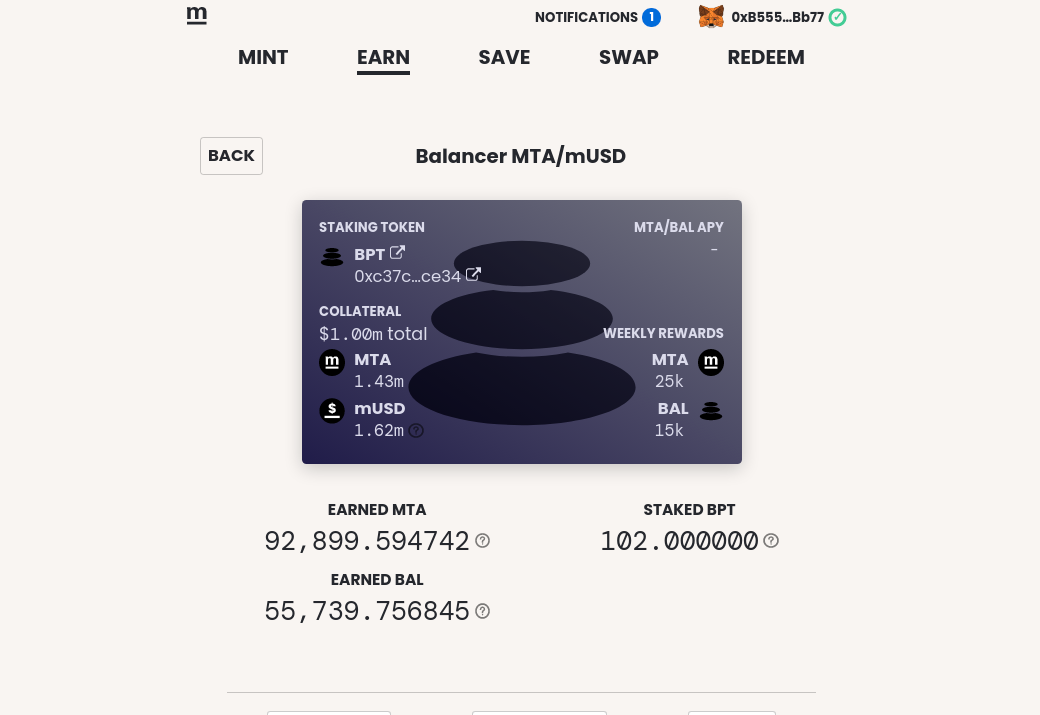 m
NOTIFICATIONS 1
0xB555…Bb77
MINT EARN SAVE SWAP REDEEM
BACK
Balancer MTA/mUSD
STAKING TOKEN
BPT
0xc37c…ce34
MTA/BAL APY
-
COLLATERAL
$1.00m total
m MTA
1.43m
$ mUSD
1.62m ?
WEEKLY REWARDS
MTA m
25k
BAL
15k
EARNED MTA
92,899.594742 ?
STAKED BPT
102.000000 ?
EARNED BAL
55,739.756845 ?